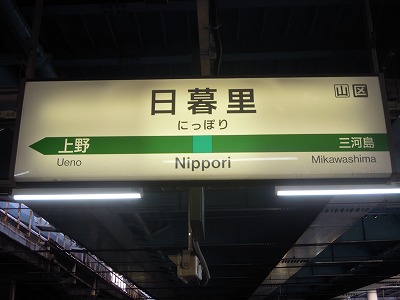 日暮里
山区
にっぽり
上野
三河島
Ueno
Nippori
Mikawashima